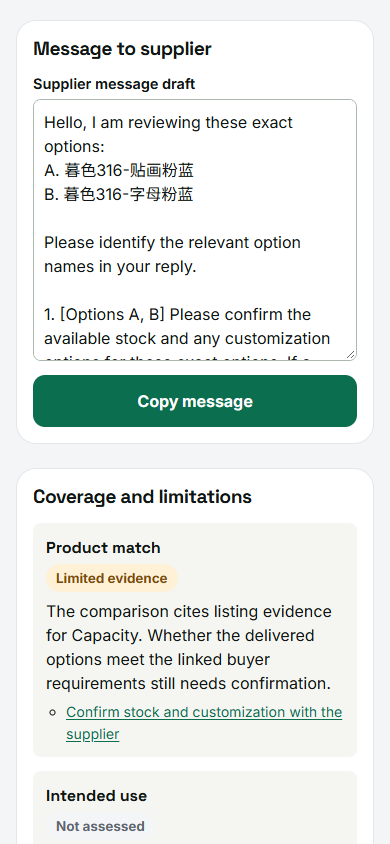 Message to supplier
Supplier message draft
Hello, I am reviewing these exact
options:
A. 暮色316-贴画粉蓝
B. 暮色316-字母粉蓝
Please identify the relevant option
names in your reply.
1. [Options A, B] Please confirm the
available stock and any customization
options for these exact options. If a
Copy message
Coverage and limitations
Product match
Limited evidence
The comparison cites listing evidence
for Capacity. Whether the delivered
options meet the linked buyer
requirements still needs confirmation.
Confirm stock and customization with the
supplier
Intended use
Not assessed